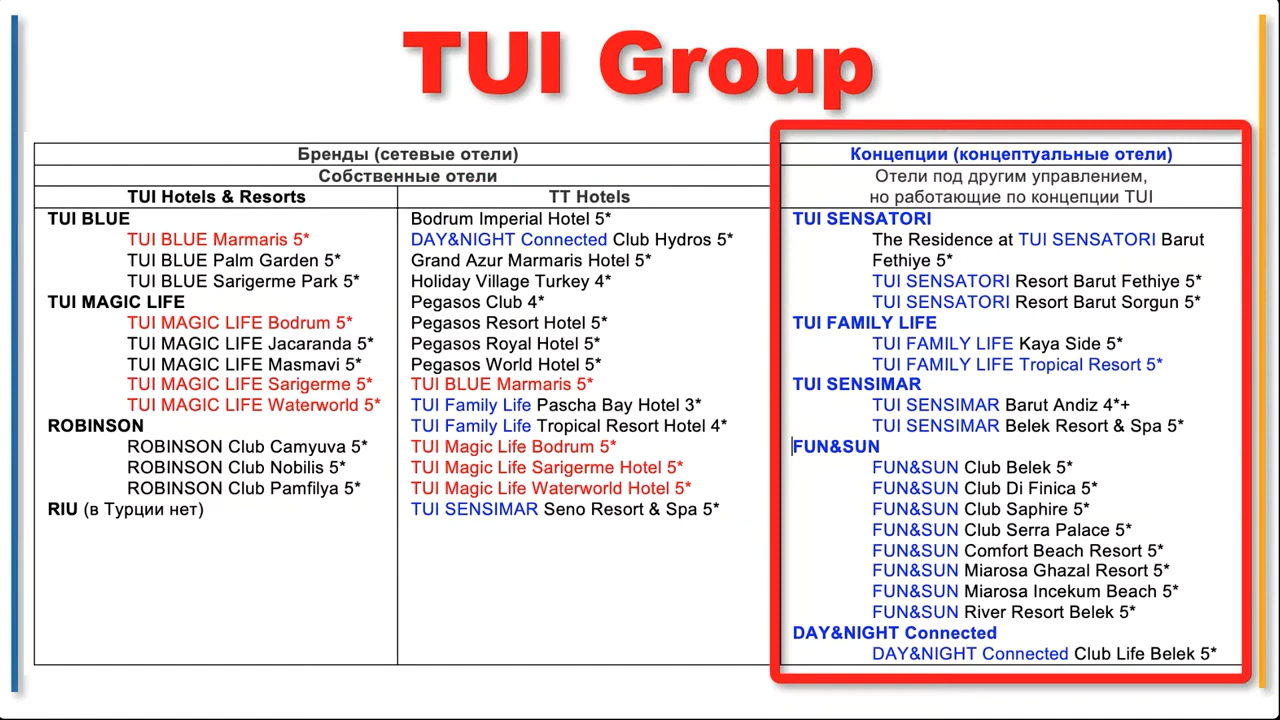 TUI Group
Бренды (сетевые отели)
Собственные отели
TUI Hotels & Resorts
TUI BLUE
TUI BLUE Marmaris 5*
TUI BLUE Palm Garden 5*
TUI BLUE Sarigerme Park 5*
TUI MAGIC LIFE
TUI MAGIC LIFE Bodrum 5*
TUI MAGIC LIFE Jacaranda 5*
TUI MAGIC LIFE Masmavi 5*
TUI MAGIC LIFE Sarigerme 5*
TUI MAGIC LIFE Waterworld 5*
ROBINSON
ROBINSON Club Camyuva 5*
ROBINSON Club Nobilis 5*
ROBINSON Club Pamfilya 5*
RIU (в Турции нет)
TT Hotels
Bodrum Imperial Hotel 5*
DAY&NIGHT Connected Club Hydros 5*
Grand Azur Marmaris Hotel 5*
Holiday Village Turkey 4*
Pegasos Club 4*
Pegasos Resort Hotel 5*
Pegasos Royal Hotel 5*
Pegasos World Hotel 5*
TUI BLUE Marmaris 5*
TUI Family Life Pascha Bay Hotel 3*
TUI Family Life Tropical Resort Hotel 4*
TUI Magic Life Bodrum 5*
TUI Magic Life Sarigerme Hotel 5*
TUI Magic Life Waterworld Hotel 5*
TUI SENSIMAR Seno Resort & Spa 5*
Концепции (концептуальные отели)
Отели под другим управлением,
но работающие по концепции TUI
TUI SENSATORI
The Residence at TUI SENSATORI Barut
Fethiye 5*
TUI SENSATORI Resort Barut Fethiye 5*
TUI SENSATORI Resort Barut Sorgun 5*
TUI FAMILY LIFE
TUI FAMILY LIFE Kaya Side 5*
TUI FAMILY LIFE Tropical Resort 5*
TUI SENSIMAR
TUI SENSIMAR Barut Andiz 4*+
TUI SENSIMAR Belek Resort & Spa 5*
FUN&SUN
FUN&SUN Club Belek 5*
FUN&SUN Club Di Finica 5*
FUN&SUN Club Saphire 5*
FUN&SUN Club Serra Palace 5*
FUN&SUN Comfort Beach Resort 5*
FUN&SUN Miarosa Ghazal Resort 5*
FUN&SUN Miarosa Incekum Beach 5*
FUN&SUN River Resort Belek 5*
DAY&NIGHT Connected
DAY&NIGHT Connected Club Life Belek 5*